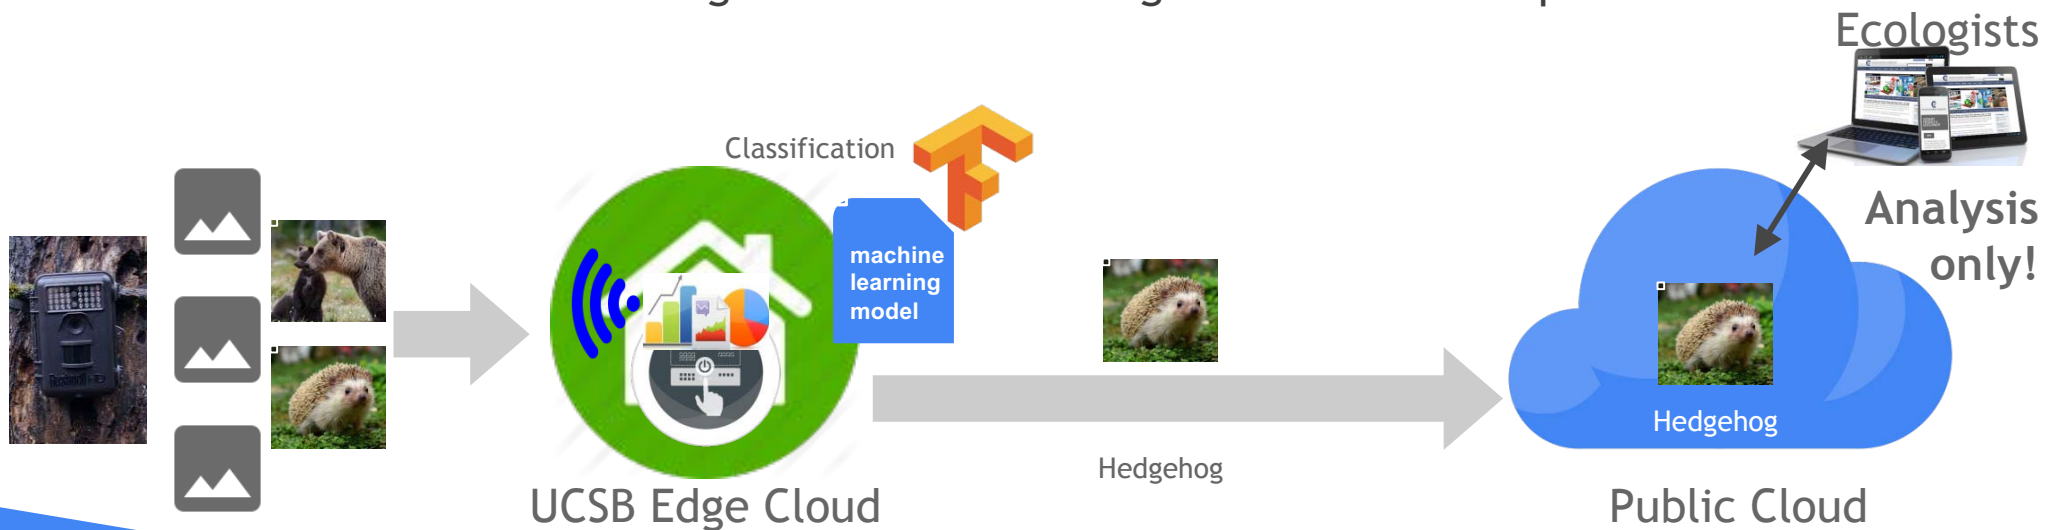 Ecologists
Classification
machine
learning
model
Analysis
only!
Hedgehog
Hedgehog
UCSB Edge Cloud
Public Cloud